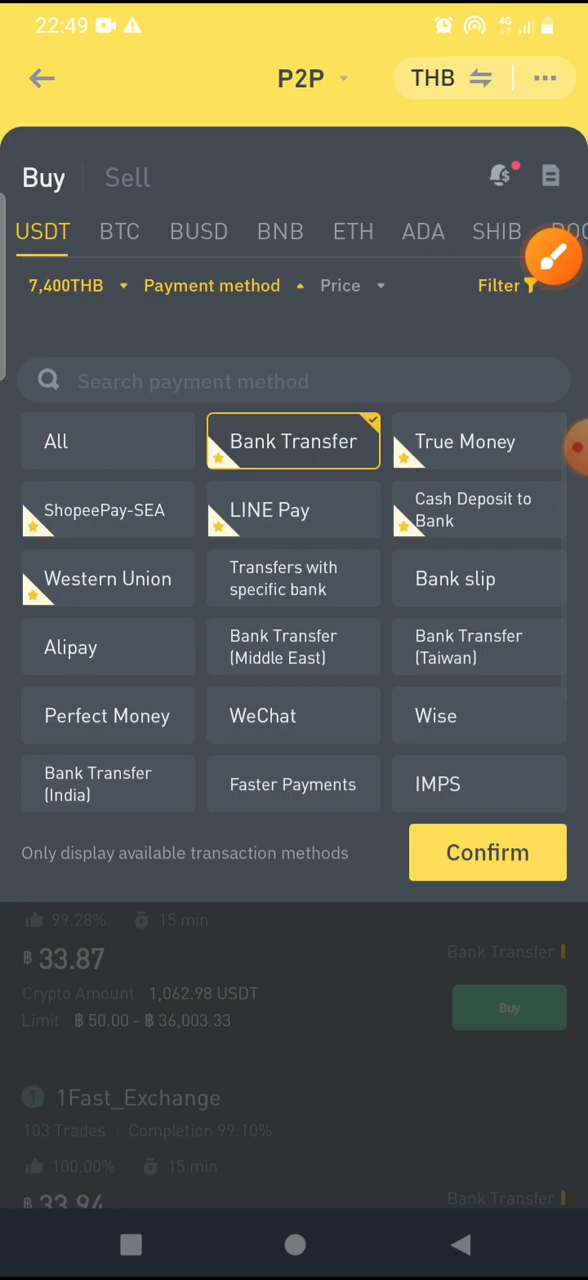 22:49
4G
P2P
THB
Buy
Sell
USDT BTC BUSD BNB ETH ADA SHIB
7,400THB Payment method Price Filter
Search payment method
All
Bank Transfer
True Money
ShopeePay-SEA
LINE Pay
Cash Deposit to
Bank
Western Union
Transfers with
specific bank
Bank slip
Alipay
Bank Transfer
(Middle East)
Bank Transfer
(Taiwan)
Perfect Money
WeChat
Wise
Bank Transfer
(India)
Faster Payments
IMPS
Only display available transaction methods
Confirm
99.28% 15 min
฿ 33.87
Bank Transfer
Crypto Amount 1,062.98 USDT
Limit ฿ 50.00 - ฿ 36,003.33
Buy
1 1Fast_Exchange
103 Trades Completion 99.10%
100.00% 15 min
฿ 33.94
Bank Transfer